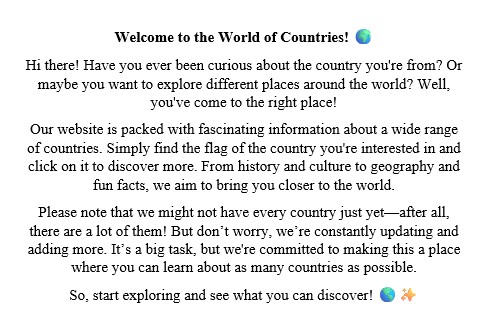 Welcome to the World of Countries! 🌎
Hi there! Have you ever been curious about the country you're from? Or
maybe you want to explore different places around the world? Well,
you've come to the right place!
Our website is packed with fascinating information about a wide range
of countries. Simply find the flag of the country you're interested in and
click on it to discover more. From history and culture to geography and
fun facts, we aim to bring you closer to the world.
Please note that we might not have every country just yet—after all,
there are a lot of them! But don’t worry, we’re constantly updating and
adding more. It’s a big task, but we're committed to making this a place
where you can learn about as many countries as possible.
So, start exploring and see what you can discover! 🌎 ✨